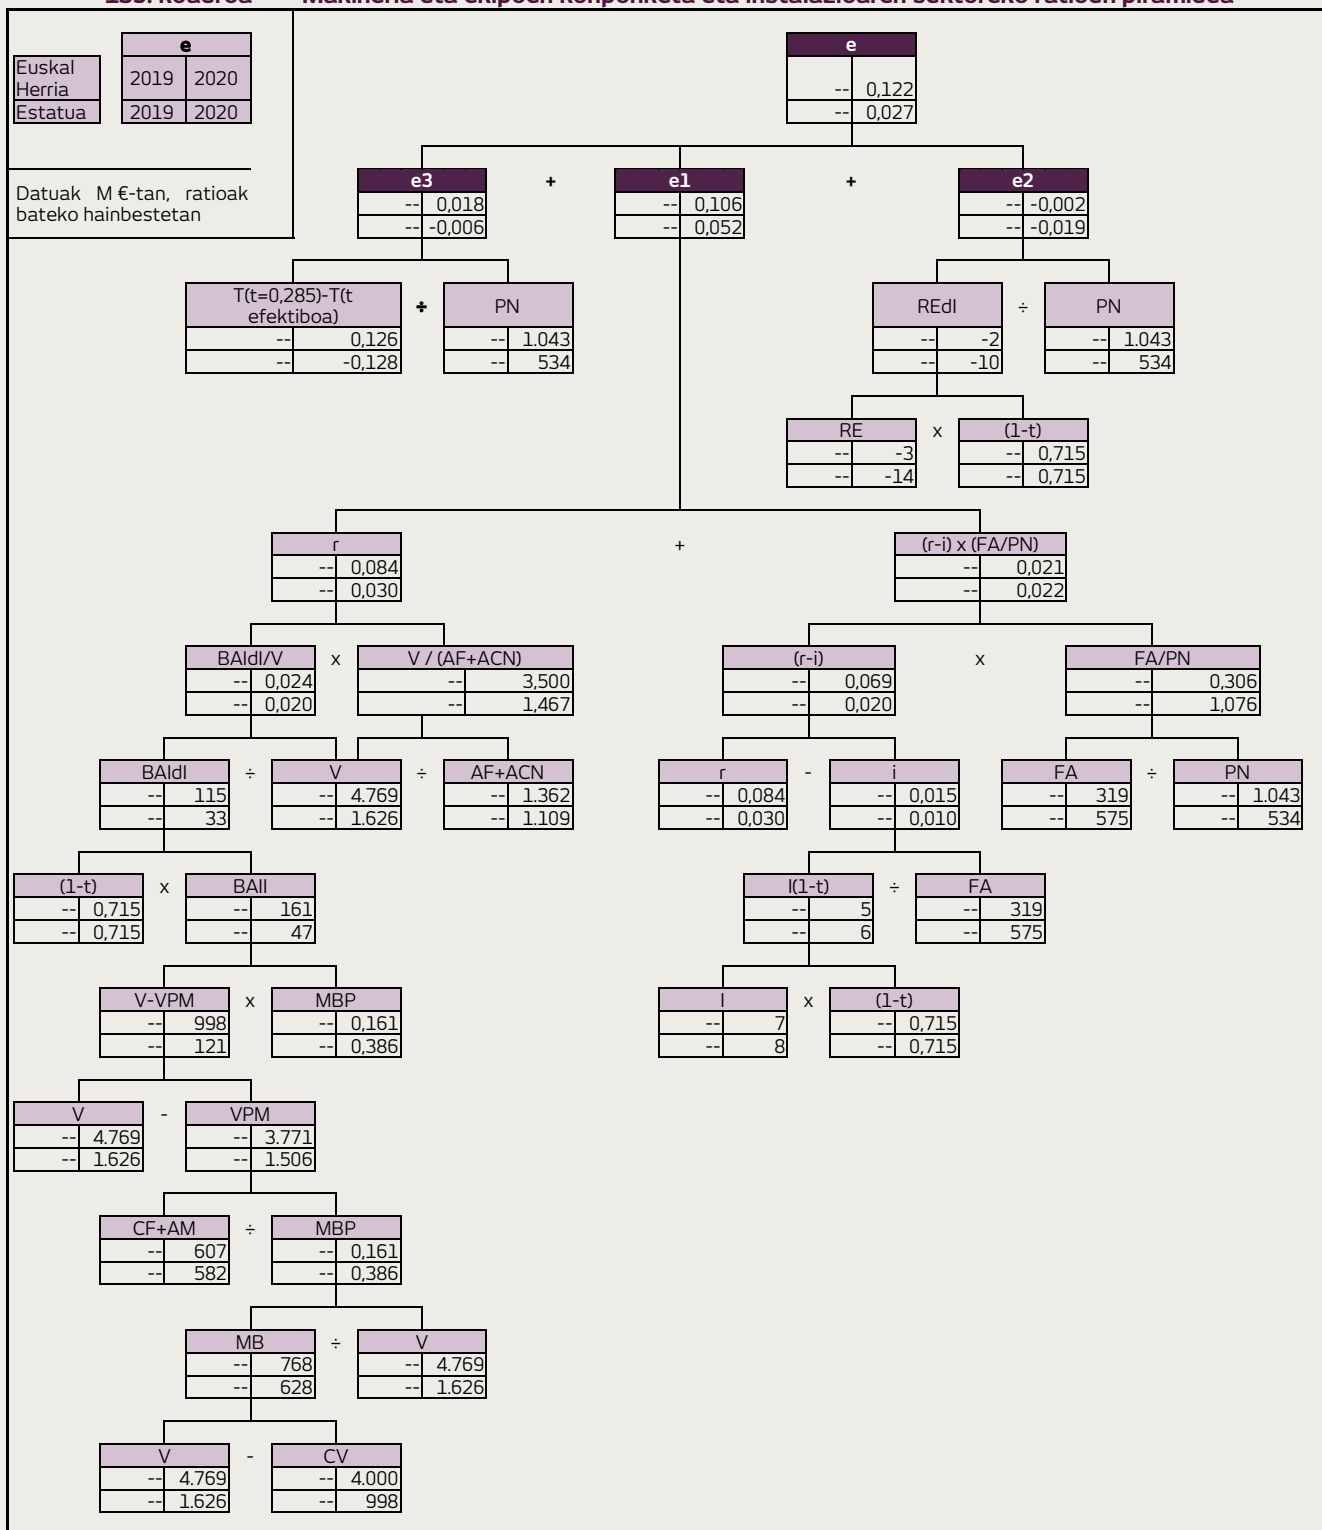 133. koadroa Makineria eta ekipoen konponketa eta instalazioaren sektoreko ratioen piramidea
e e
Euskal Herria 2019 2020 -- 0,122
Estatua 2019 2020 -- 0,027
Datuak M €-tan, ratioak
bateko hainbestetan
e3 + e1 + e2
-- 0,018 -- 0,106 -- -0,002
-- -0,006 -- 0,052 -- -0,019
T(t=0,285)-T(t efektiboa) ÷ PN REdI ÷ PN
-- 0,126 -- 1.043 -- -2 -- 1.043
-- -0,128 -- 534 -- -10 -- 534
RE x (1-t)
-- -3 -- 0,715
-- -14 -- 0,715
r + (r-i) x (FA/PN)
-- 0,084 -- 0,021
-- 0,030 -- 0,022
BAIdI/V x V / (AF+ACN) (r-i) x FA/PN
-- 0,024 -- 3,500 -- 0,069 -- 0,306
-- 0,020 -- 1,467 -- 0,020 -- 1,076
BAIdI ÷ V ÷ AF+ACN r - i FA ÷ PN
-- 115 -- 4.769 -- 1.362 -- 0,084 -- 0,015 -- 319 -- 1.043
-- 33 -- 1.626 -- 1.109 -- 0,030 -- 0,010 -- 575 -- 534
(1-t) x BAII I(1-t) ÷ FA
-- 0,715 -- 161 -- 5 -- 319
-- 0,715 -- 47 -- 6 -- 575
V-VPM x MBP I x (1-t)
-- 998 -- 0,161 -- 7 -- 0,715
-- 121 -- 0,386 -- 8 -- 0,715
V - VPM
-- 4.769 -- 3.771
-- 1.626 -- 1.506
CF+AM ÷ MBP
-- 607 -- 0,161
-- 582 -- 0,386
MB ÷ V
-- 768 -- 4.769
-- 628 -- 1.626
V - CV
-- 4.769 -- 4.000
-- 1.626 -- 998